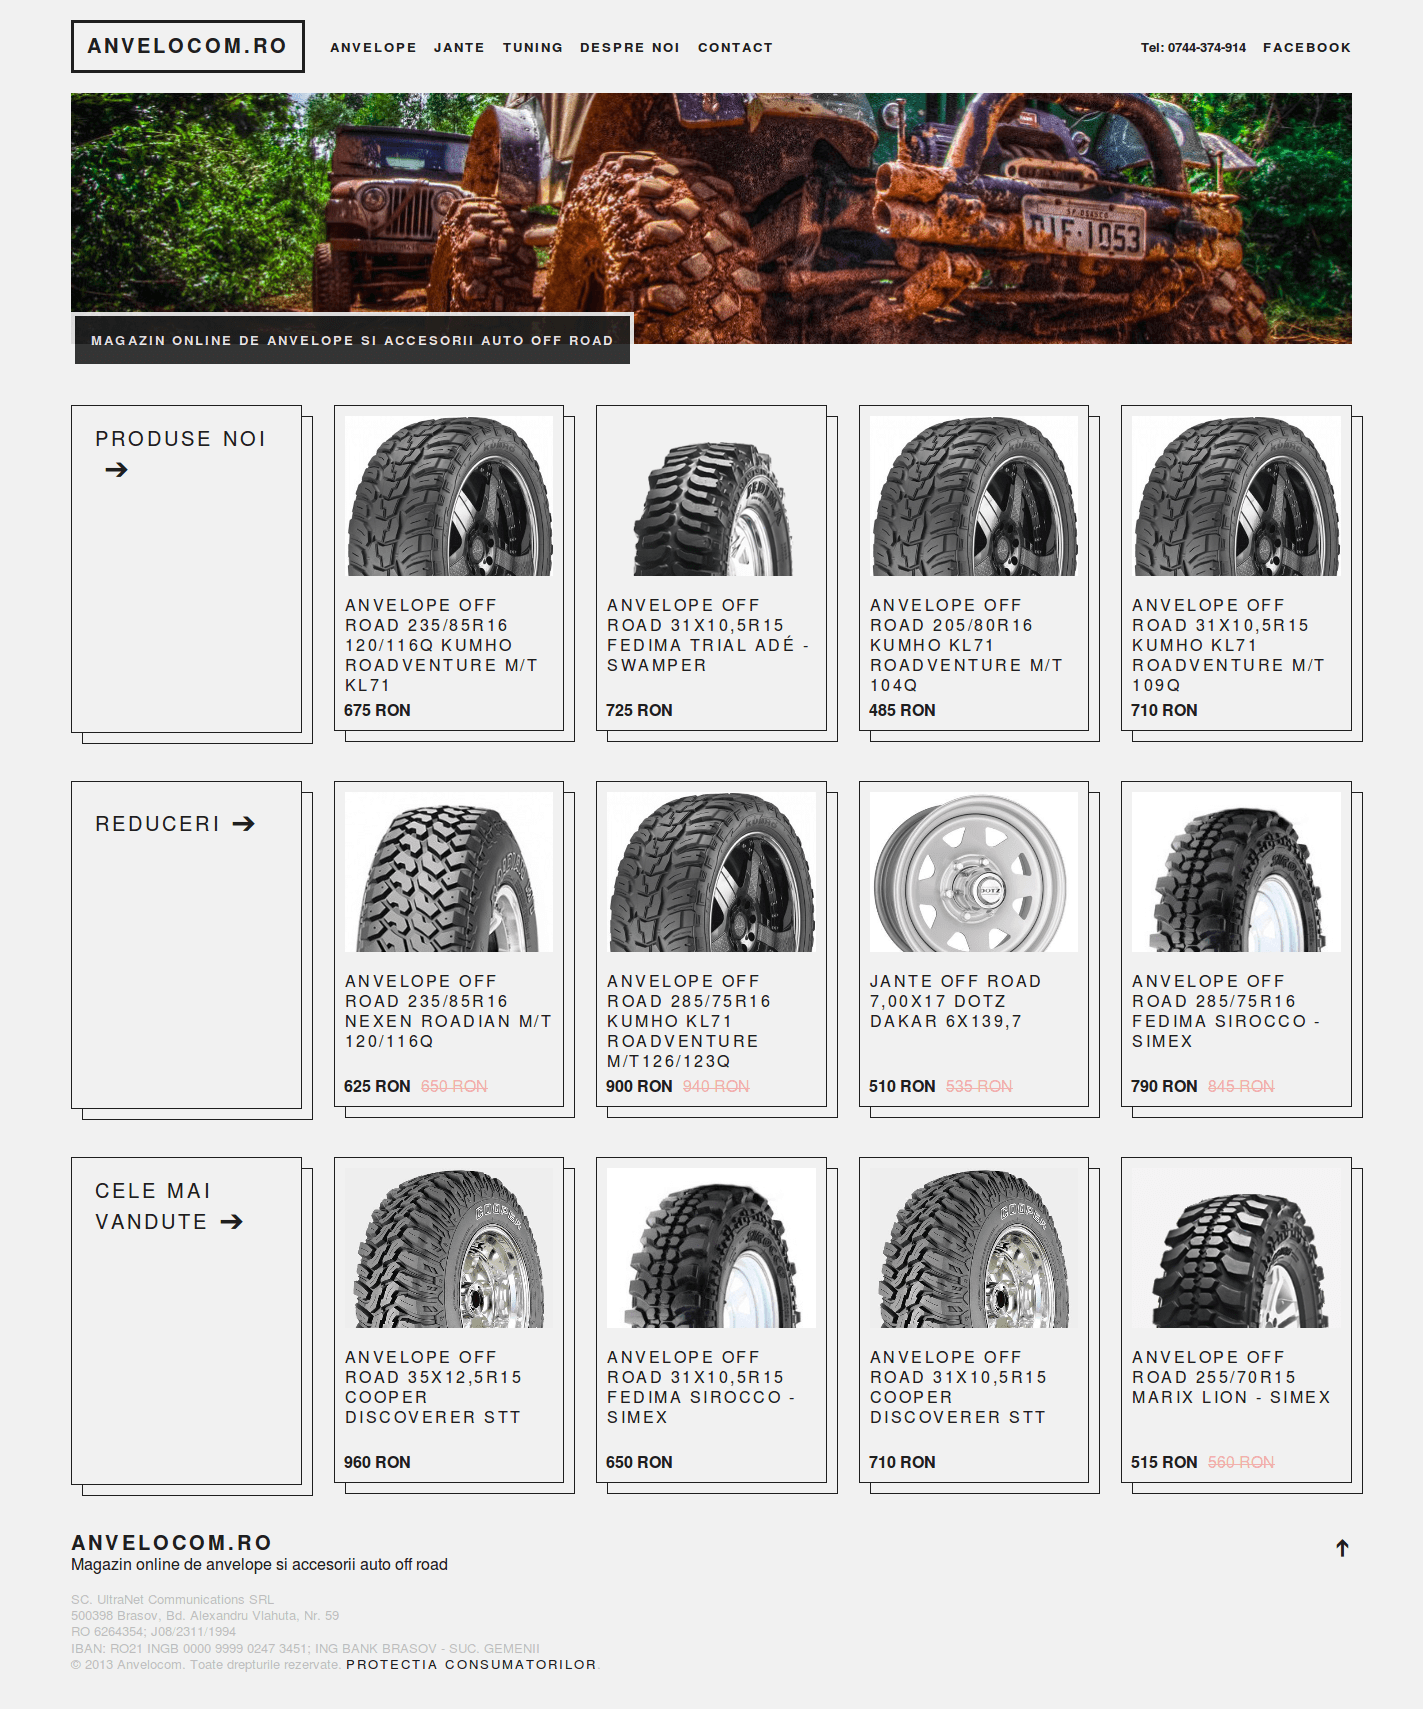 ANVELOCOM.RO
ANVELOPE JANTE TUNING DESPRE NOI CONTACT
Tel: 0744-374-914 FACEBOOK
MAGAZIN ONLINE DE ANVELOPE SI ACCESORII AUTO OFF ROAD
PRODUSE NOI
➔
ANVELOPE OFF
ROAD 235/85R16
120/116Q KUMHO
ROADVENTURE M/T
KL71
675 RON
ANVELOPE OFF
ROAD 31X10,5R15
FEDIMA TRIAL ADÉ -
SWAMPER
725 RON
ANVELOPE OFF
ROAD 205/80R16
KUMHO KL71
ROADVENTURE M/T
104Q
485 RON
ANVELOPE OFF
ROAD 31X10,5R15
KUMHO KL71
ROADVENTURE M/T
109Q
710 RON
REDUCERI ➔
ANVELOPE OFF
ROAD 235/85R16
NEXEN ROADIAN M/T
120/116Q
625 RON 650 RON
ANVELOPE OFF
ROAD 285/75R16
KUMHO KL71
ROADVENTURE
M/T126/123Q
900 RON 940 RON
DOTZ
JANTE OFF ROAD
7,00X17 DOTZ
DAKAR 6X139,7
510 RON 535 RON
ANVELOPE OFF
ROAD 285/75R16
FEDIMA SIROCCO -
SIMEX
790 RON 845 RON
CELE MAI
VANDUTE ➔
COOPER
ANVELOPE OFF
ROAD 35X12,5R15
COOPER
DISCOVERER STT
960 RON
ANVELOPE OFF
ROAD 31X10,5R15
FEDIMA SIROCCO -
SIMEX
650 RON
COOPER
ANVELOPE OFF
ROAD 31X10,5R15
COOPER
DISCOVERER STT
710 RON
ANVELOPE OFF
ROAD 255/70R15
MARIX LION - SIMEX
515 RON 560 RON
ANVELOCOM.RO
Magazin online de anvelope si accesorii auto off road
SC. UltraNet Communications SRL
500398 Brasov, Bd. Alexandru Vlahuta, Nr. 59
RO 6264354; J08/2311/1994
IBAN: RO21 INGB 0000 9999 0247 3451; ING BANK BRASOV - SUC. GEMENII
© 2013 Anvelocom. Toate drepturile rezervate. PROTECTIA CONSUMATORILOR.